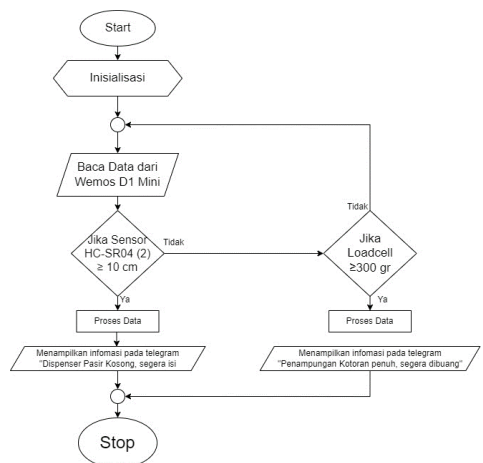 Start
Inisialisasi
Baca Data dari
Wemos D1 Mini
Jika Sensor
HC-SR04 (2)
≥ 10 cm
Tidak
Tidak
Jika
Loadcell
≥300 gr
Ya
Ya
Proses Data
Proses Data
Menampilkan infomasi pada telegram
"Dispenser Pasir Kosong, segera isi
Menampilkan infomasi pada telegram
"Penampungan Kotoran penuh, segera dibuang"
Stop